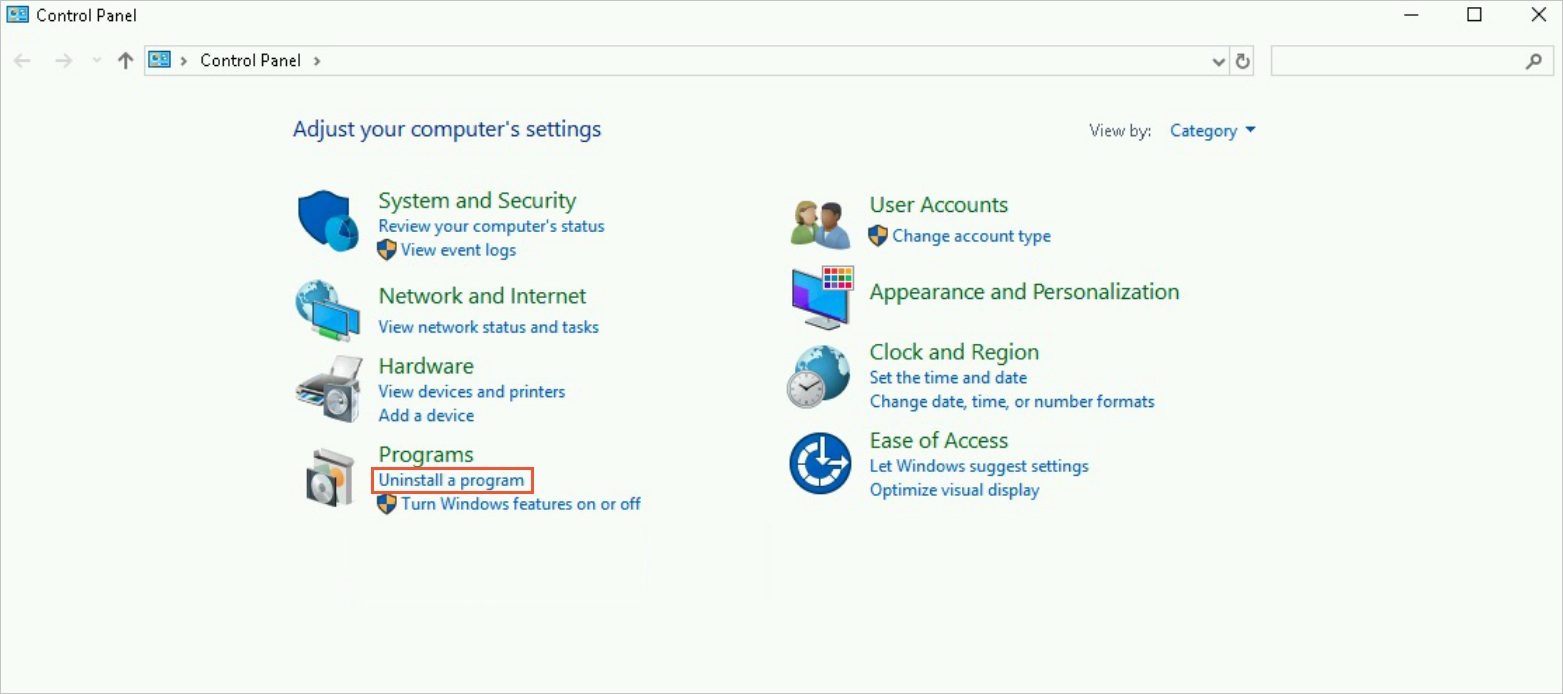 Control Panel
Control Panel
Adjust your computer's settings
View by: Category
System and Security
Review your computer's status
View event logs
Network and Internet
View network status and tasks
Hardware
View devices and printers
Add a device
Programs
Uninstall a program
Turn Windows features on or off
User Accounts
Change account type
Appearance and Personalization
Clock and Region
Set the time and date
Change date, time, or number formats
Ease of Access
Let Windows suggest settings
Optimize visual display